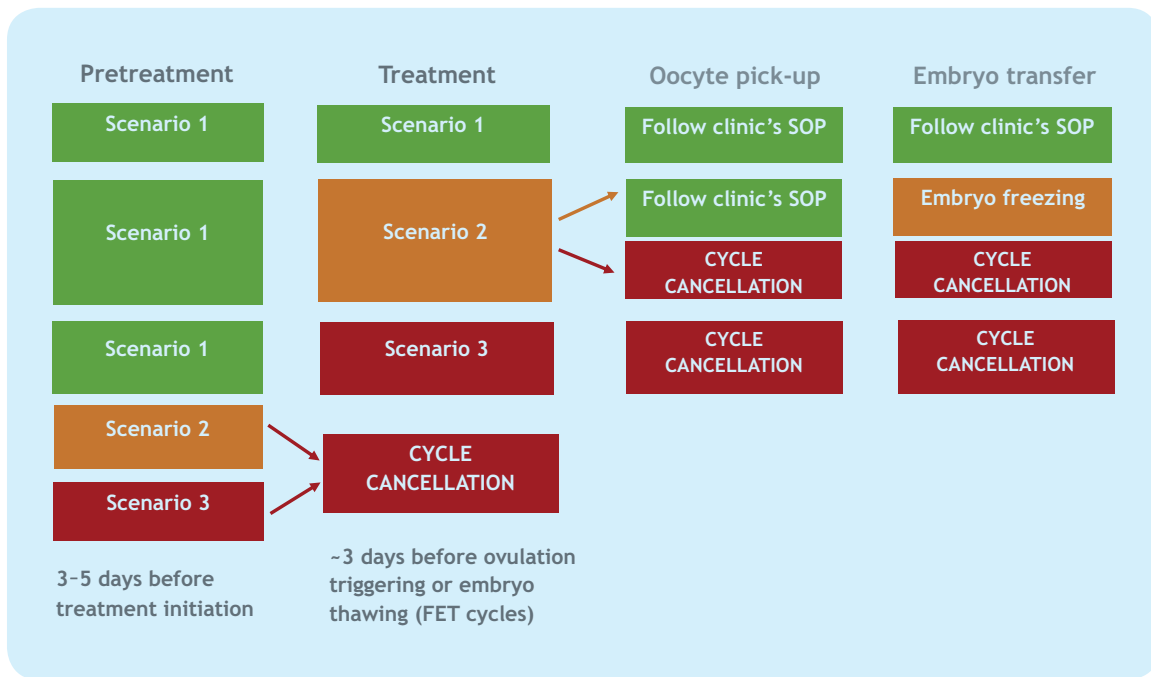 Pretreatment
Treatment
Oocyte pick-up
Embryo transfer
Scenario 1
Scenario 1
Follow clinic's SOP
Follow clinic's SOP
Scenario 1
Scenario 2
Follow clinic's SOP
Embryo freezing
CYCLE
CANCELLATION
CYCLE
CANCELLATION
Scenario 1
Scenario 3
CYCLE
CANCELLATION
CYCLE
CANCELLATION
Scenario 2
Scenario 3
CYCLE
CANCELLATION
3–5 days before
treatment initiation
~3 days before ovulation
triggering or embryo
thawing (FET cycles)